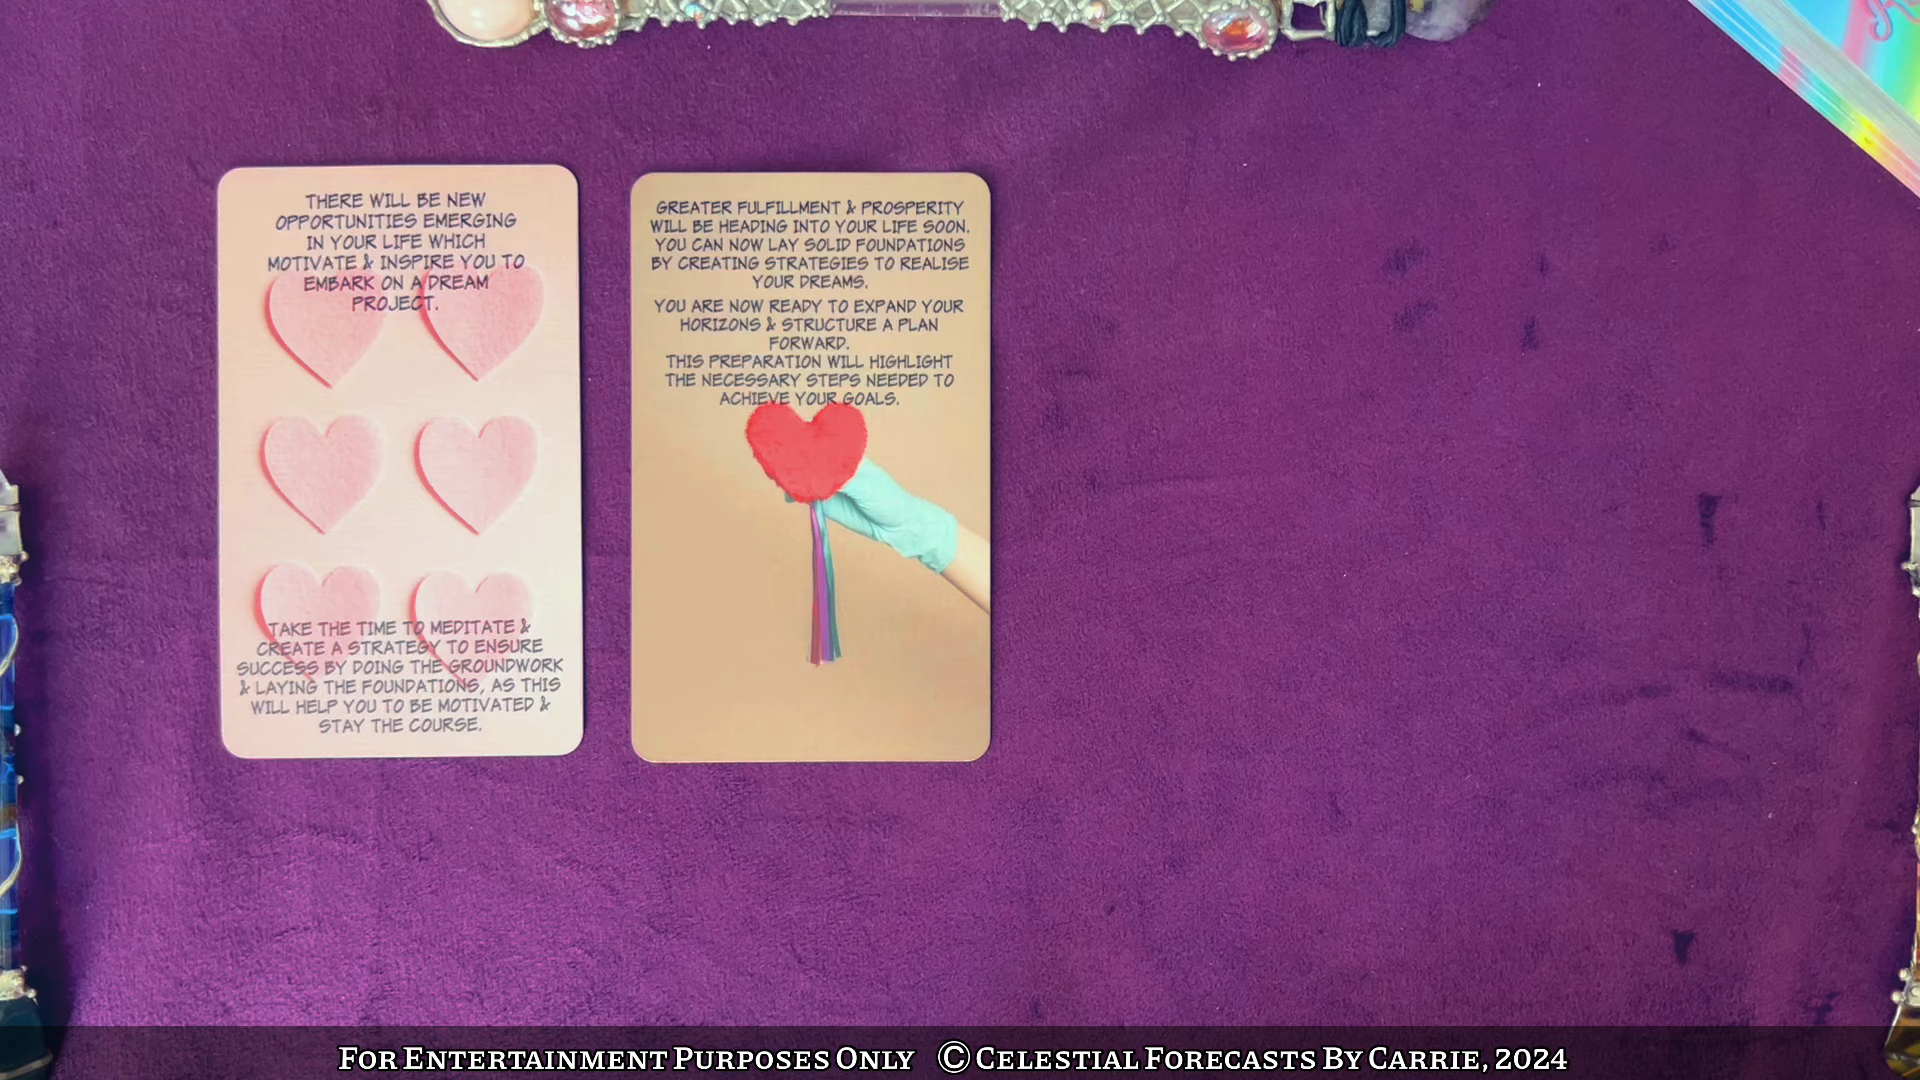 THERE WILL BE NEW
OPPORTUNITIES EMERGING
IN YOUR LIFE WHICH
MOTIVATE & INSPIRE YOU TO
EMBARK ON A DREAM
PROJECT.
TAKE THE TIME TO MEDITATE &
CREATE A STRATEGY TO ENSURE
SUCCESS BY DOING THE GROUNDWORK
& LAYING THE FOUNDATIONS, AS THIS
WILL HELP YOU TO BE MOTIVATED &
STAY THE COURSE.
GREATER FULFILLMENT & PROSPERITY
WILL BE HEADING INTO YOUR LIFE SOON.
YOU CAN NOW LAY SOLID FOUNDATIONS
BY CREATING STRATEGIES TO REALISE
YOUR DREAMS.
YOU ARE NOW READY TO EXPAND YOUR
HORIZONS & STRUCTURE A PLAN
FORWARD.
THIS PREPARATION WILL HIGHLIGHT
THE NECESSARY STEPS NEEDED TO
ACHIEVE YOUR GOALS.
FOR ENTERTAINMENT PURPOSES ONLY © CELESTIAL FORECASTS BY CARRIE, 2024